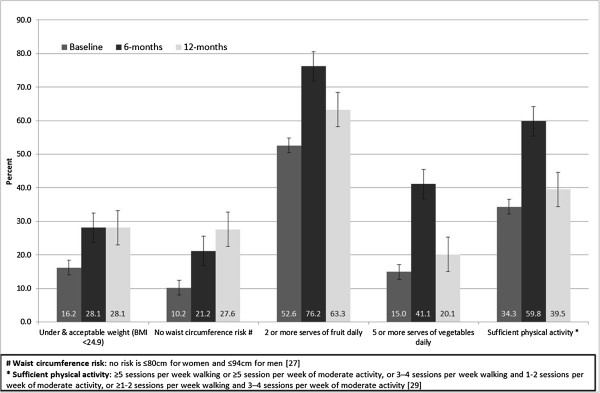 90.0
Baseline 6-months 12-months
80.0
70.0
60.0
50.0
40.0
30.0
20.0
10.0
0.0
Percent
16.2 28.1 28.1 10.2 21.2 27.6 52.6 76.2 63.3 15.0 41.1 20.1 34.3 59.8 39.5
Under & acceptable weight (BMI
<24.9)
No waist circumference risk #
2 or more serves of fruit daily
5 or more serves of vegetables
daily
Sufficient physical activity *
# Waist circumference risk: no risk is ≤80cm for women and ≤94cm for men [27]
* Sufficient physical activity: ≥5 sessions per week walking or ≥5 session per week of moderate activity, or 3–4 sessions per week walking and 1-2 sessions per
week of moderate activity, or ≥1-2 sessions per week walking and 3–4 sessions per week of moderate activity [29]